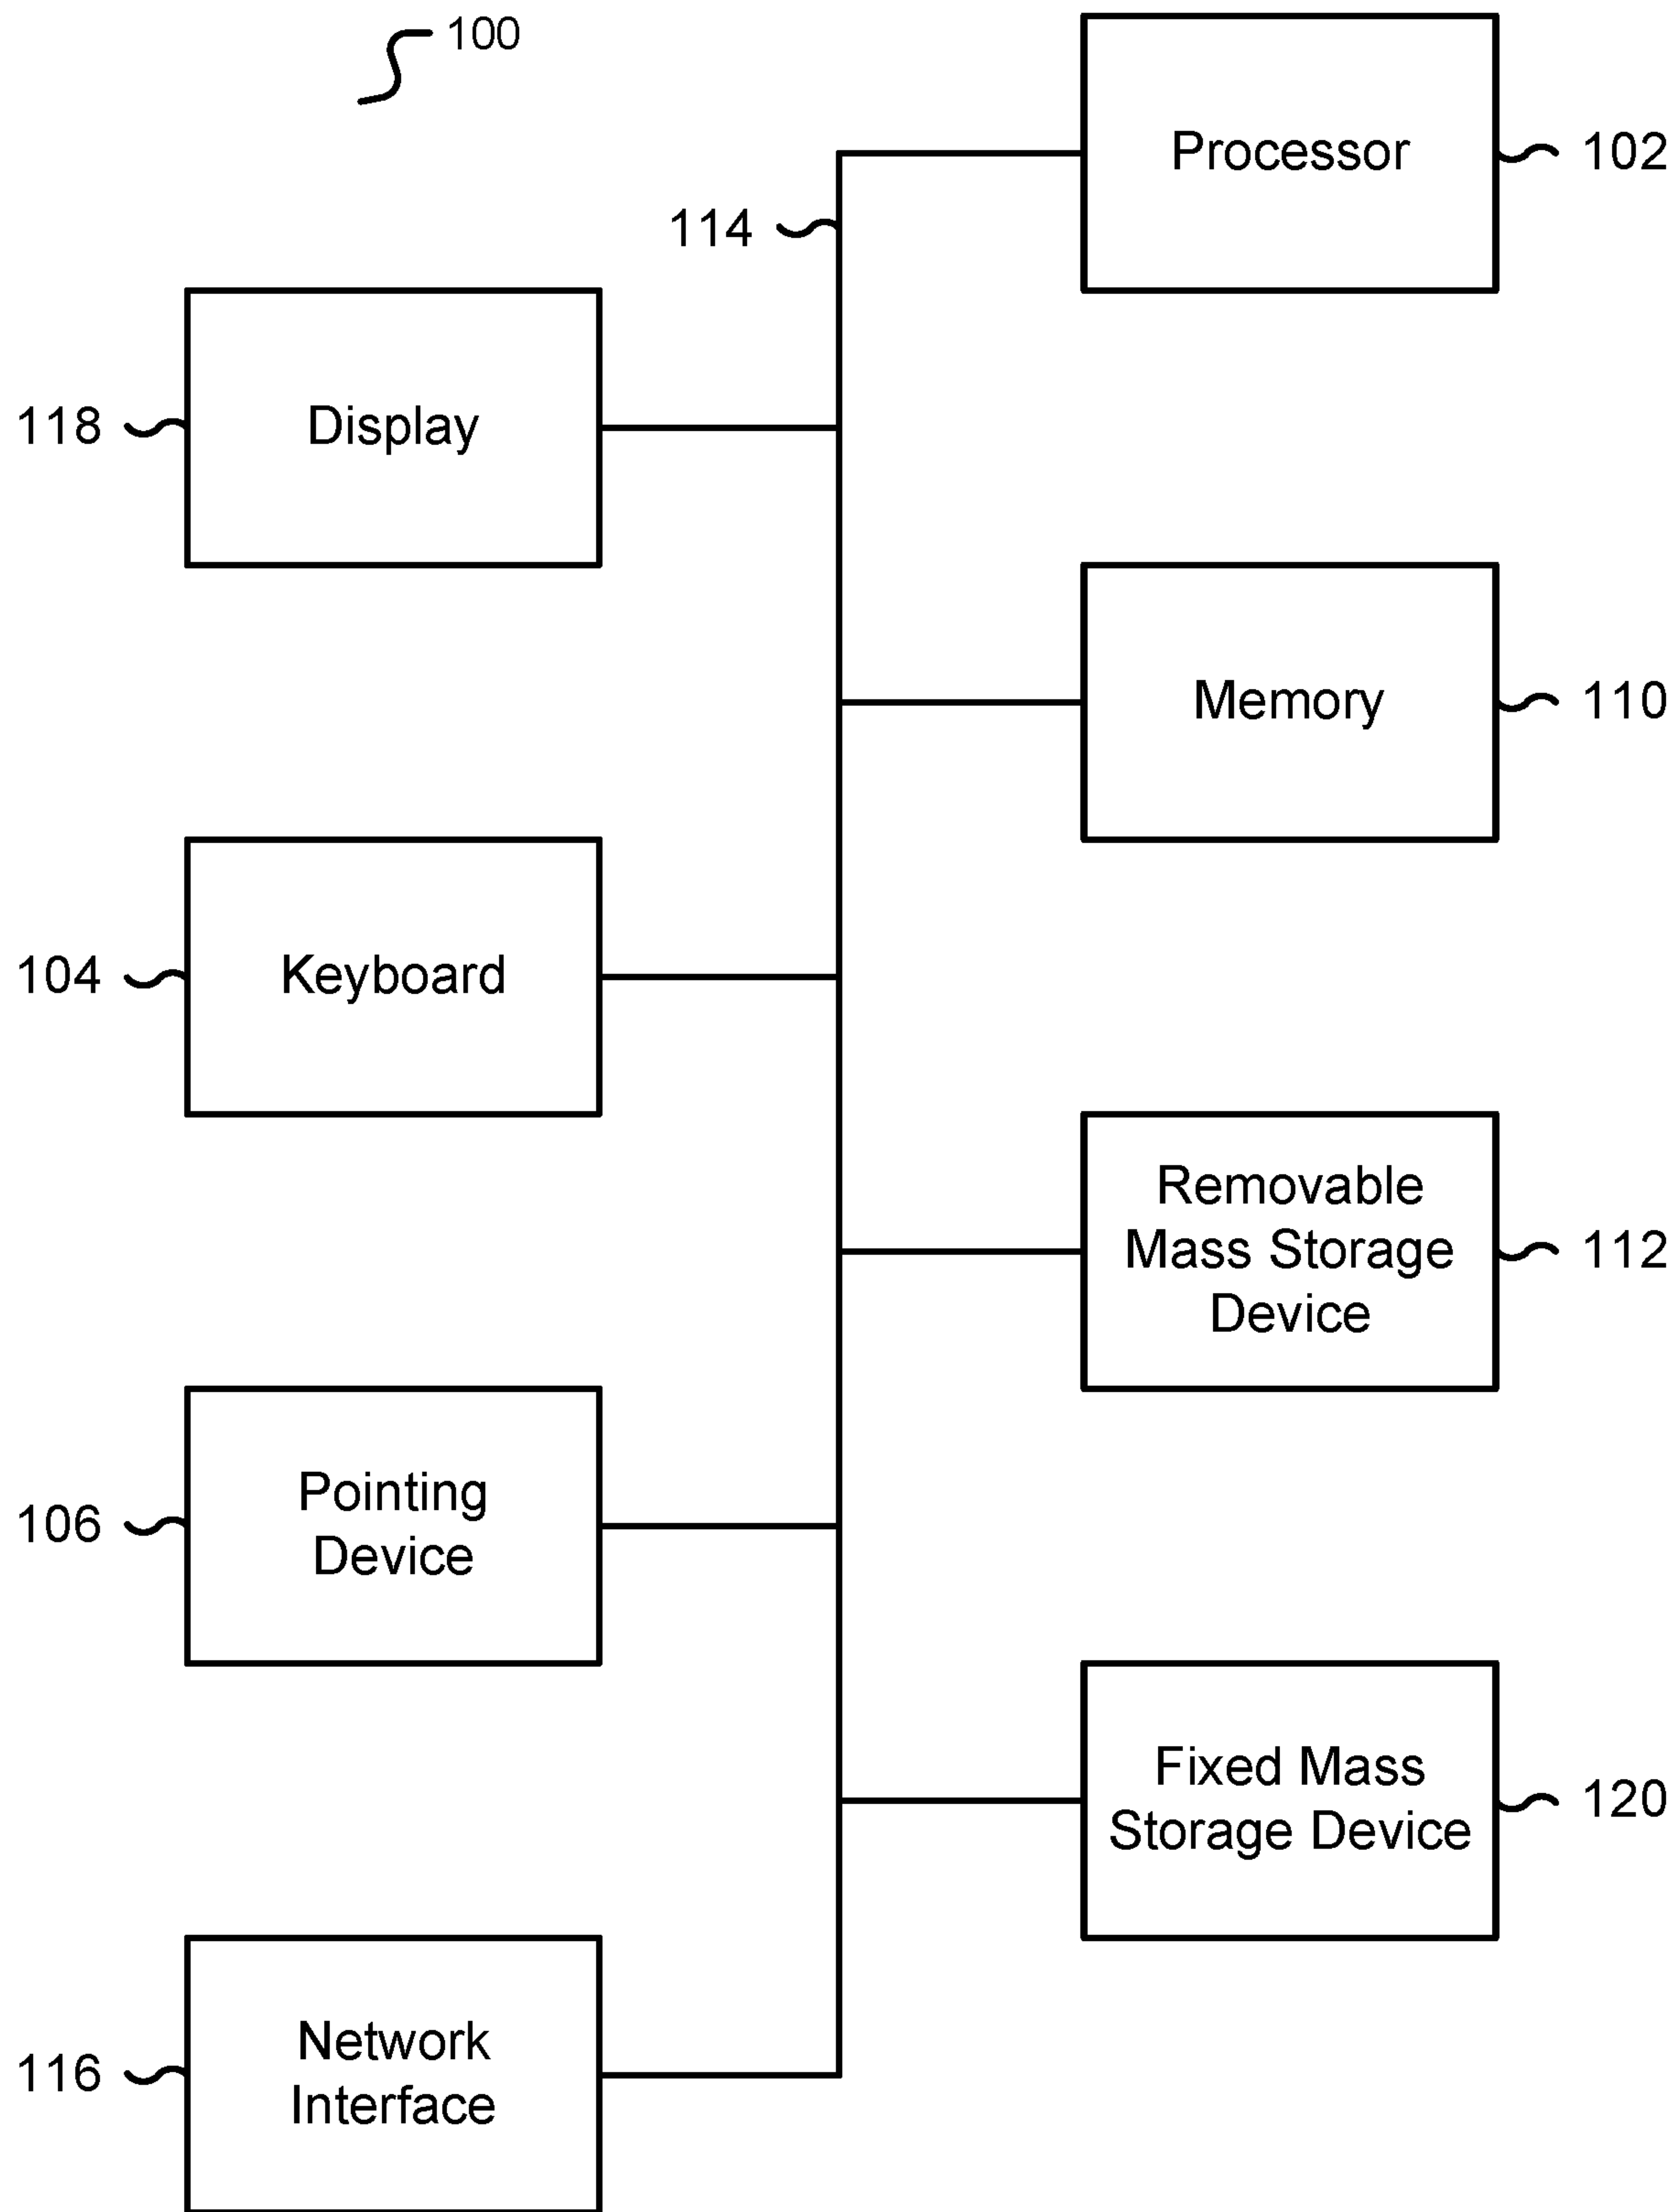 100
Processor
102
114
Display
118
Memory
110
Keyboard
104
Removable
Mass Storage
Device
112
Pointing
Device
106
Fixed Mass
Storage Device
120
Network
Interface
116